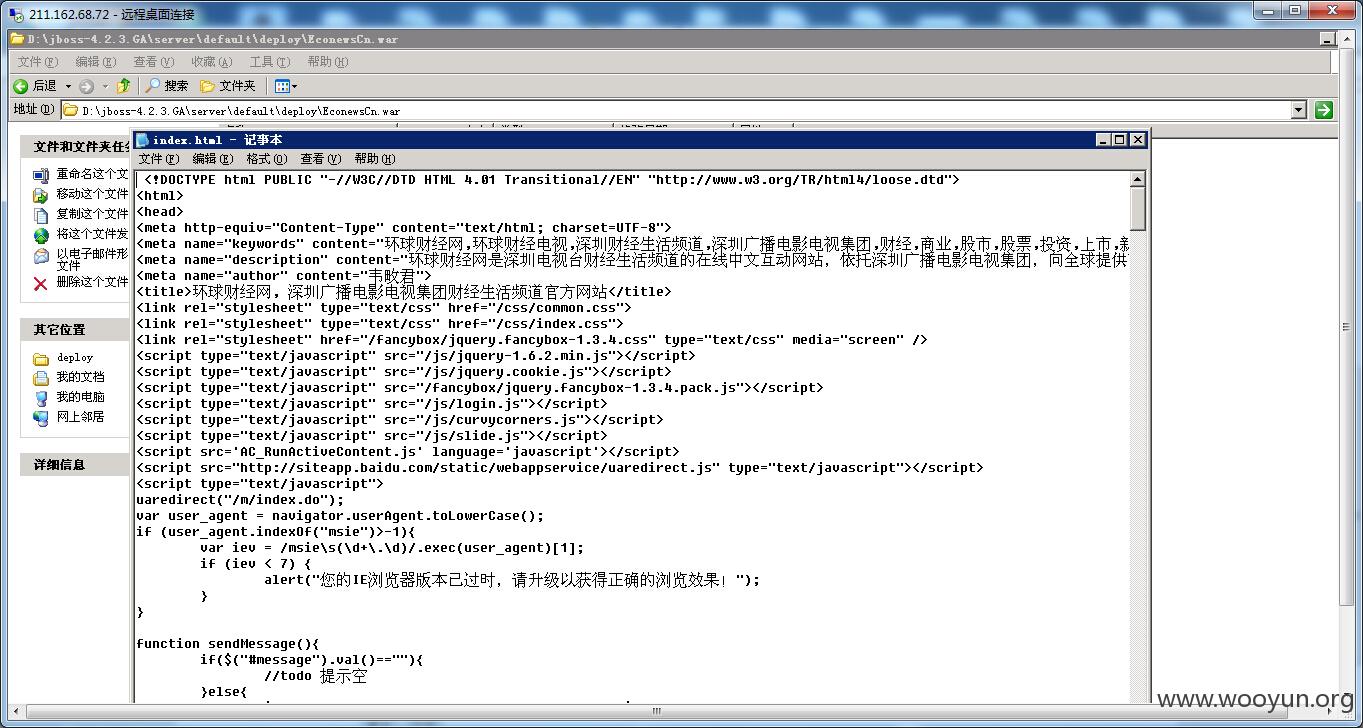 211.162.68.72 - 远程桌面连接
D:\jboss-4.2.3.GA\server\default\deploy\EconewsCn.war
文件(F) 编辑(E) 查看(V) 收藏(A) 工具(T) 帮助(H)
后退 搜索 文件夹
地址(D) D:\jboss-4.2.3.GA\server\default\deploy\EconewsCn.war
文件和文件夹任
重命名这个文
移动这个文件
复制这个文件
将这个文件发
以电子邮件形
文件
删除这个文件
其它位置
deploy
我的文档
我的电脑
网上邻居
详细信息
index.html - 记事本
文件(F) 编辑(E) 格式(O) 查看(V) 帮助(H)
<!DOCTYPE html PUBLIC "-//W3C//DTD HTML 4.01 Transitional//EN" "http://www.w3.org/TR/html4/loose.dtd">
<html>
<head>
<meta http-equiv="Content-Type" content="text/html; charset=UTF-8">
<meta name="keywords" content="环球财经网,环球财经电视,深圳财经生活频道,深圳广播电影电视集团,财经,商业,股市,股票,投资,上市,
<meta name="description" content="环球财经网是深圳电视台财经生活频道的在线中文互动网站，依托深圳广播电影电视集团，向全球提供
<meta name="author" content="韦畋君">
<title>环球财经网，深圳广播电影电视集团财经生活频道官方网站</title>
<link rel="stylesheet" type="text/css" href="/css/common.css">
<link rel="stylesheet" type="text/css" href="/css/index.css">
<link rel="stylesheet" href="/fancybox/jquery.fancybox-1.3.4.css" type="text/css" media="screen" />
<script type="text/javascript" src="/js/jquery-1.6.2.min.js"></script>
<script type="text/javascript" src="/js/jquery.cookie.js"></script>
<script type="text/javascript" src="/fancybox/jquery.fancybox-1.3.4.pack.js"></script>
<script type="text/javascript" src="/js/login.js"></script>
<script type="text/javascript" src="/js/curvycorners.js"></script>
<script type="text/javascript" src="/js/slide.js"></script>
<script src='AC_RunActiveContent.js' language='javascript'></script>
<script src="http://siteapp.baidu.com/static/webappservice/uaredirect.js" type="text/javascript"></script>
<script type="text/javascript">
uaredirect("/m/index.do");
var user_agent = navigator.userAgent.toLowerCase();
if (user_agent.indexOf("msie")>-1){
var iev = /msie\s(\d+\.\d)/.exec(user_agent)[1];
if (iev < 7) {
alert("您的IE浏览器版本已过时，请升级以获得正确的浏览效果！");
}
}
function sendMessage(){
if($("#message").val()==""){
//todo 提示空
}else{
www.wooyun.org